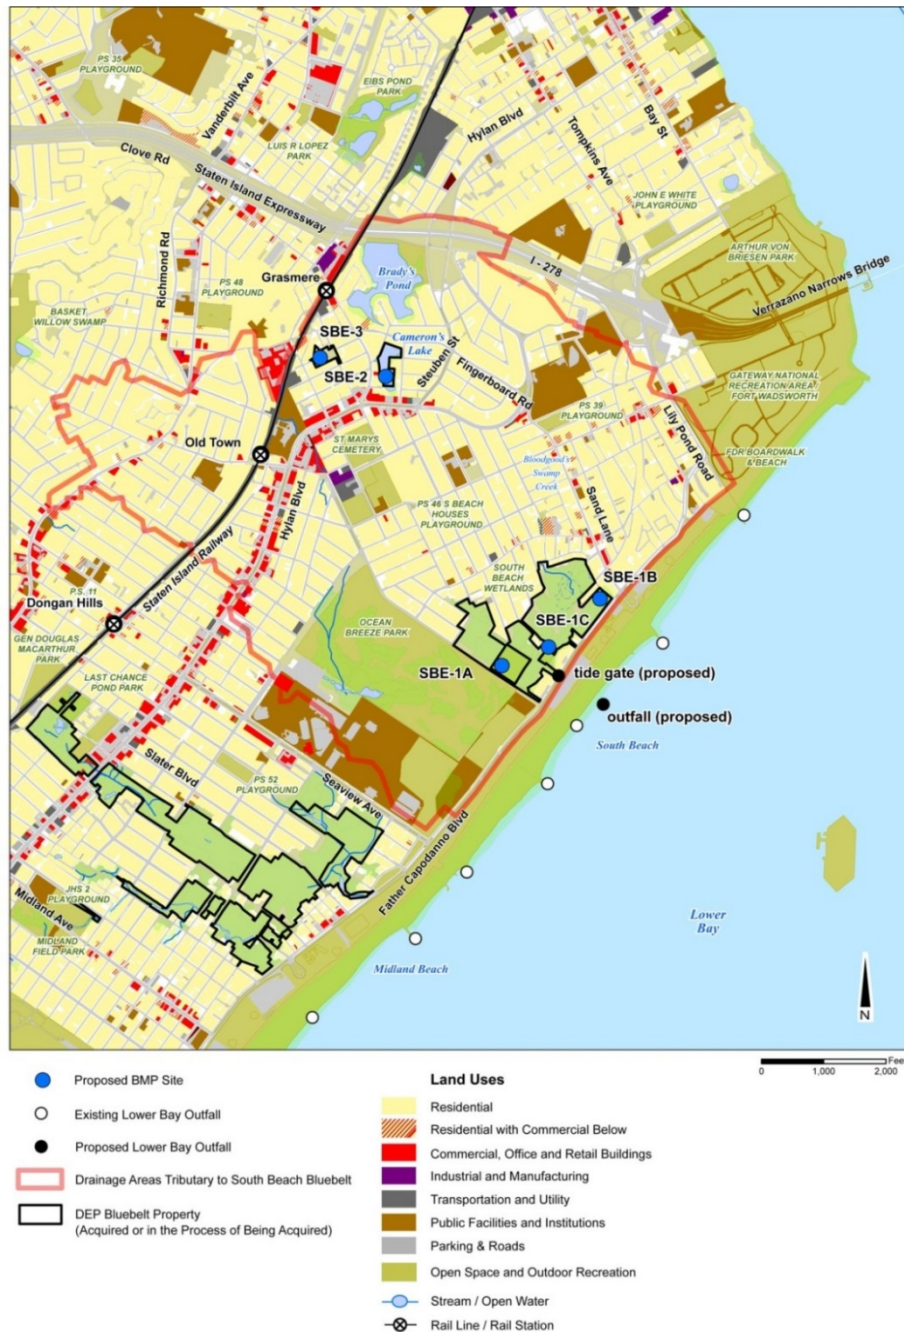 PS 35
PLAYGROUND
Vanderbilt Ave
EIBS POND
PARK
Hylan Blvd
Tompkins Ave
Bay St
LUIS R LOPEZ
PARK
Clove Rd
Staten Island Expressway
JOHN E WHITE
PLAYGROUND
ARTHUR VON
BRIESEN PARK
Richmond Rd
I - 278
Verrazano Narrows Bridge
Brady's
Pond
Grasmere
PS 48
PLAYGROUND
BASKET
WILLOW SWAMP
SBE-3
Cameron's
Lake
SBE-2
Steuben St
Fingerboard Rd
GATEWAY NATIONAL
RECREATION AREA /
FORT WADSWORTH
PS 39
PLAYGROUND
Lily Pond Road
Old Town
ST MARYS
CEMETERY
FDR BOARDWALK
& BEACH
Bloodgood's
Swamp
Creek
Hylan Blvd
Sand Lane
PS 46 S BEACH
HOUSES
PLAYGROUND
Staten Island Railway
SOUTH
BEACH
WETLANDS
SBE-1B
P.S. 11
Dongan Hills
OCEAN
BREEZE PARK
SBE-1C
GEN DOUGLAS
MACARTHUR
PARK
SBE-1A
tide gate (proposed)
LAST CHANCE
POND PARK
outfall (proposed)
South Beach
Slater Blvd
PS 52
PLAYGROUND
Seaview Ave
Father Capodanno Blvd
JHS 2
PLAYGROUND
Midland Ave
MIDLAND
FIELD PARK
Lower
Bay
Midland Beach
N
Feet
0 1,000 2,000
Proposed BMP Site
Existing Lower Bay Outfall
Proposed Lower Bay Outfall
Drainage Areas Tributary to South Beach Bluebelt
DEP Bluebelt Property
(Acquired or in the Process of Being Acquired)
Land Uses
Residential
Residential with Commercial Below
Commercial, Office and Retail Buildings
Industrial and Manufacturing
Transportation and Utility
Public Facilities and Institutions
Parking & Roads
Open Space and Outdoor Recreation
Stream / Open Water
Rail Line / Rail Station